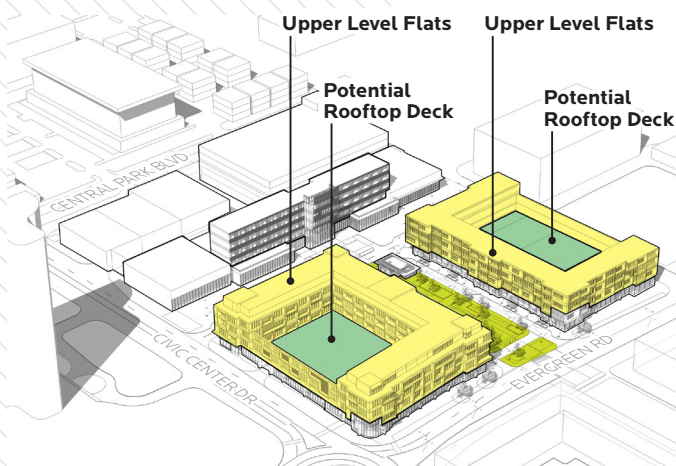 Upper Level Flats
Upper Level Flats
Potential
Rooftop Deck
Potential
Rooftop Deck
CENTRAL PARK BLVD
CIVIC CENTER DR
EVERGREEN RD